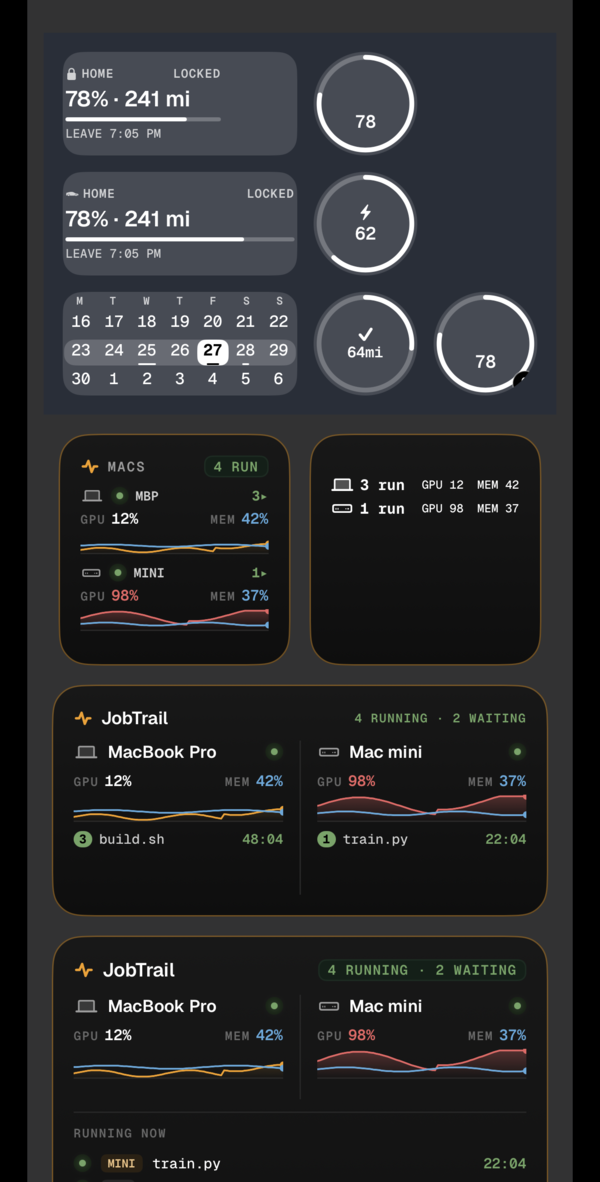 HOME LOCKED
78% · 241 mi
LEAVE 7:05 PM
78
HOME LOCKED
78% · 241 mi
LEAVE 7:05 PM
62
M T W T F S S
16 17 18 19 20 21 22
23 24 25 26 27 28 29
30 1 2 3 4 5 6
64mi
78
MACS 4 RUN
MBP 3▸
GPU 12% MEM 42%
MINI 1▸
GPU 98% MEM 37%
3 run GPU 12 MEM 42
1 run GPU 98 MEM 37
JobTrail 4 RUNNING · 2 WAITING
MacBook Pro
GPU 12% MEM 42%
3 build.sh 48:04
Mac mini
GPU 98% MEM 37%
1 train.py 22:04
JobTrail 4 RUNNING · 2 WAITING
MacBook Pro
GPU 12% MEM 42%
Mac mini
GPU 98% MEM 37%
RUNNING NOW
MINI train.py 22:04